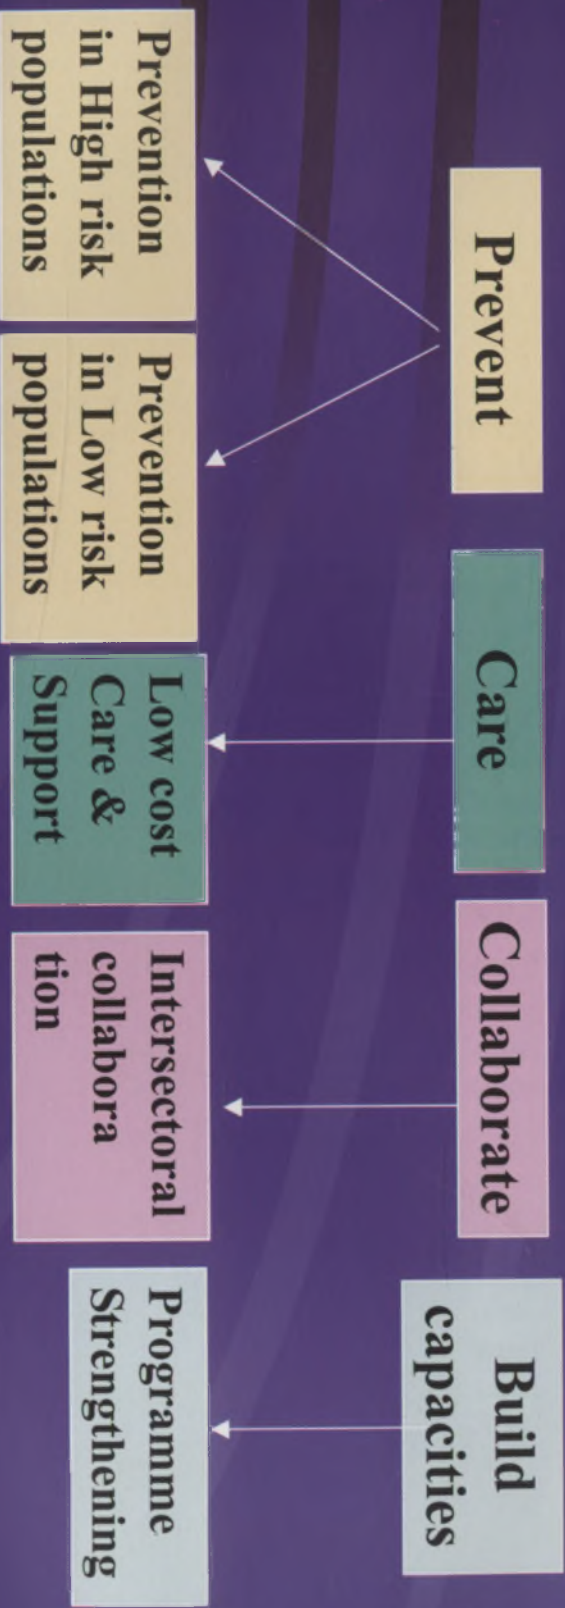 Prevent
Care
Collaborate
Build
capacities
Prevention
in High risk
populations
Prevention
in Low risk
populations
Low cost
Care &
Support
Intersectoral
collabora
tion
Programme
Strengthening